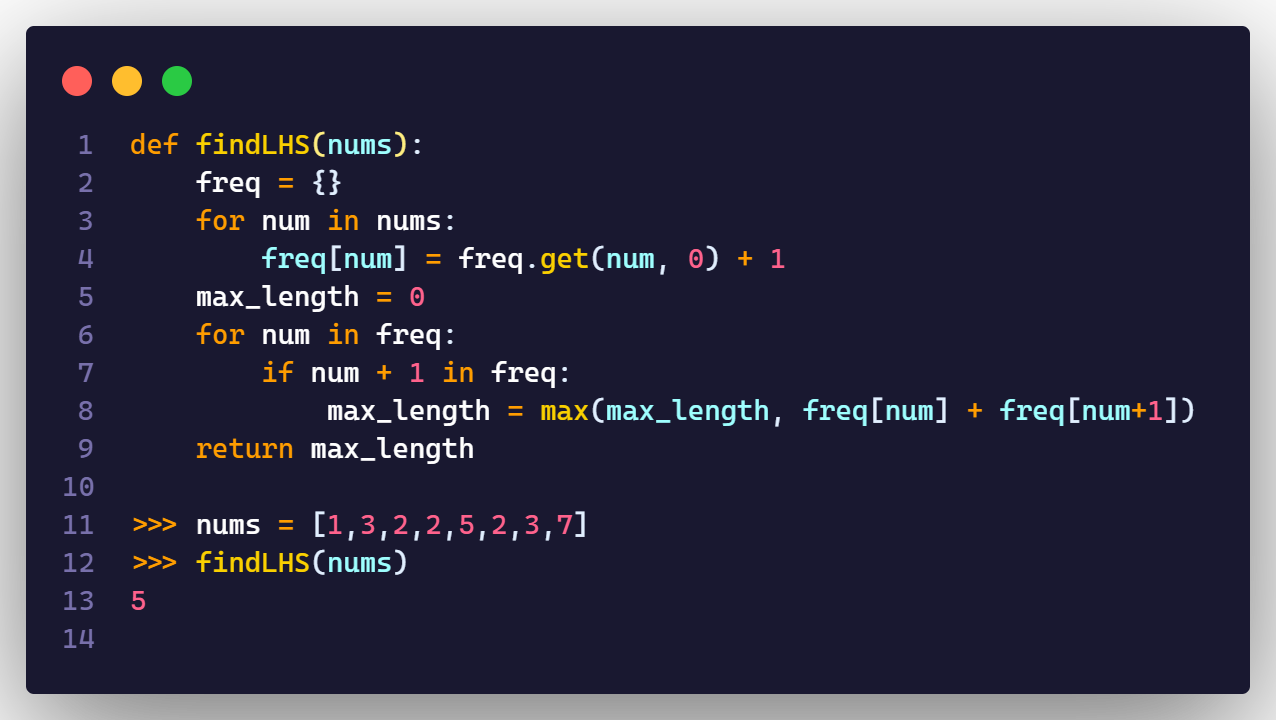 1 def findLHS(nums):
2     freq = {}
3     for num in nums:
4         freq[num] = freq.get(num, 0) + 1
5     max_length = 0
6     for num in freq:
7         if num + 1 in freq:
8             max_length = max(max_length, freq[num] + freq[num+1])
9     return max_length
10
11 >>> nums = [1,3,2,2,5,2,3,7]
12 >>> findLHS(nums)
13 5
14